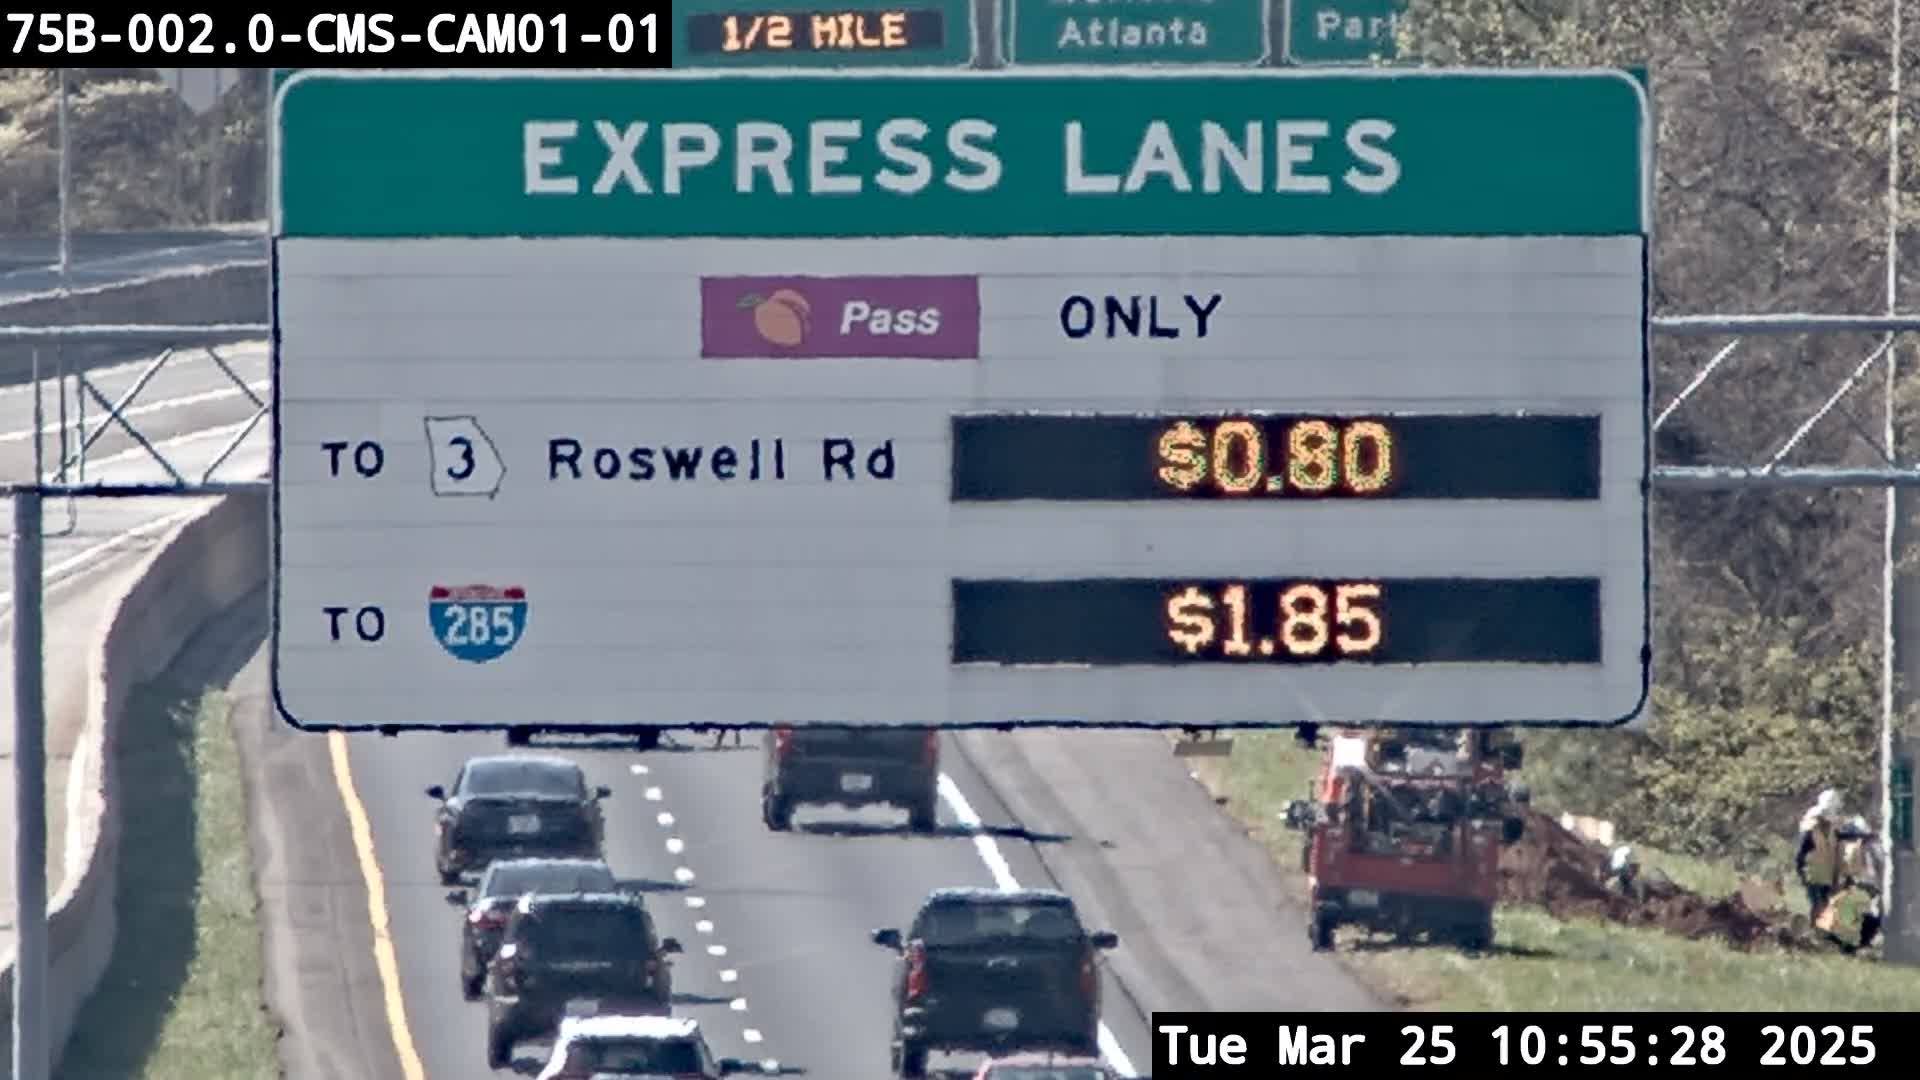 75B-002.0-CMS-CAM01-01
1/2 MILE
Atlanta
EXPRESS LANES
Pass ONLY
TO 3 Roswell Rd $0.80
TO 285 $1.85
Tue Mar 25 10:55:28 2025